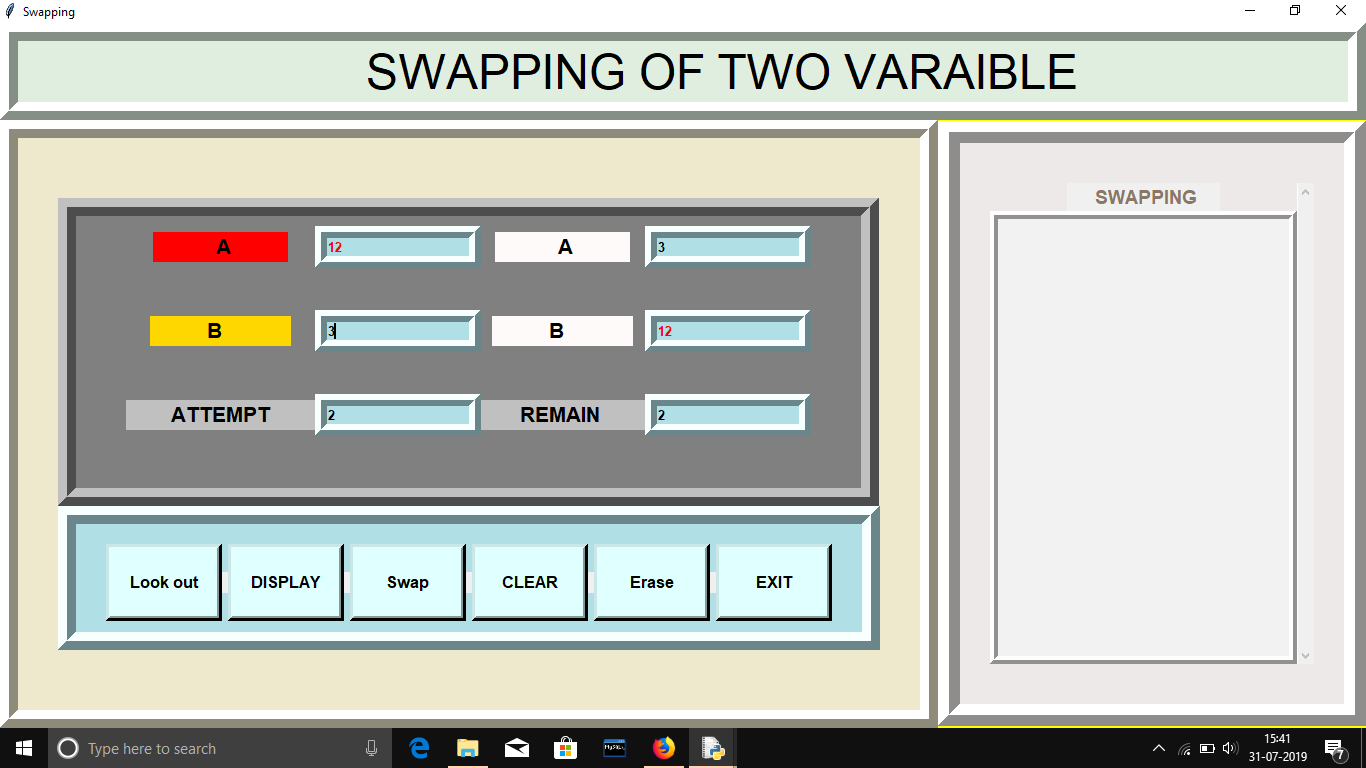 Swapping
SWAPPING OF TWO VARAIBLE
A 12 A 3
B 3 B 12
ATTEMPT 2 REMAIN 2
Look out DISPLAY Swap CLEAR Erase EXIT
SWAPPING
Type here to search
MySQL
15:41
31-07-2019
7